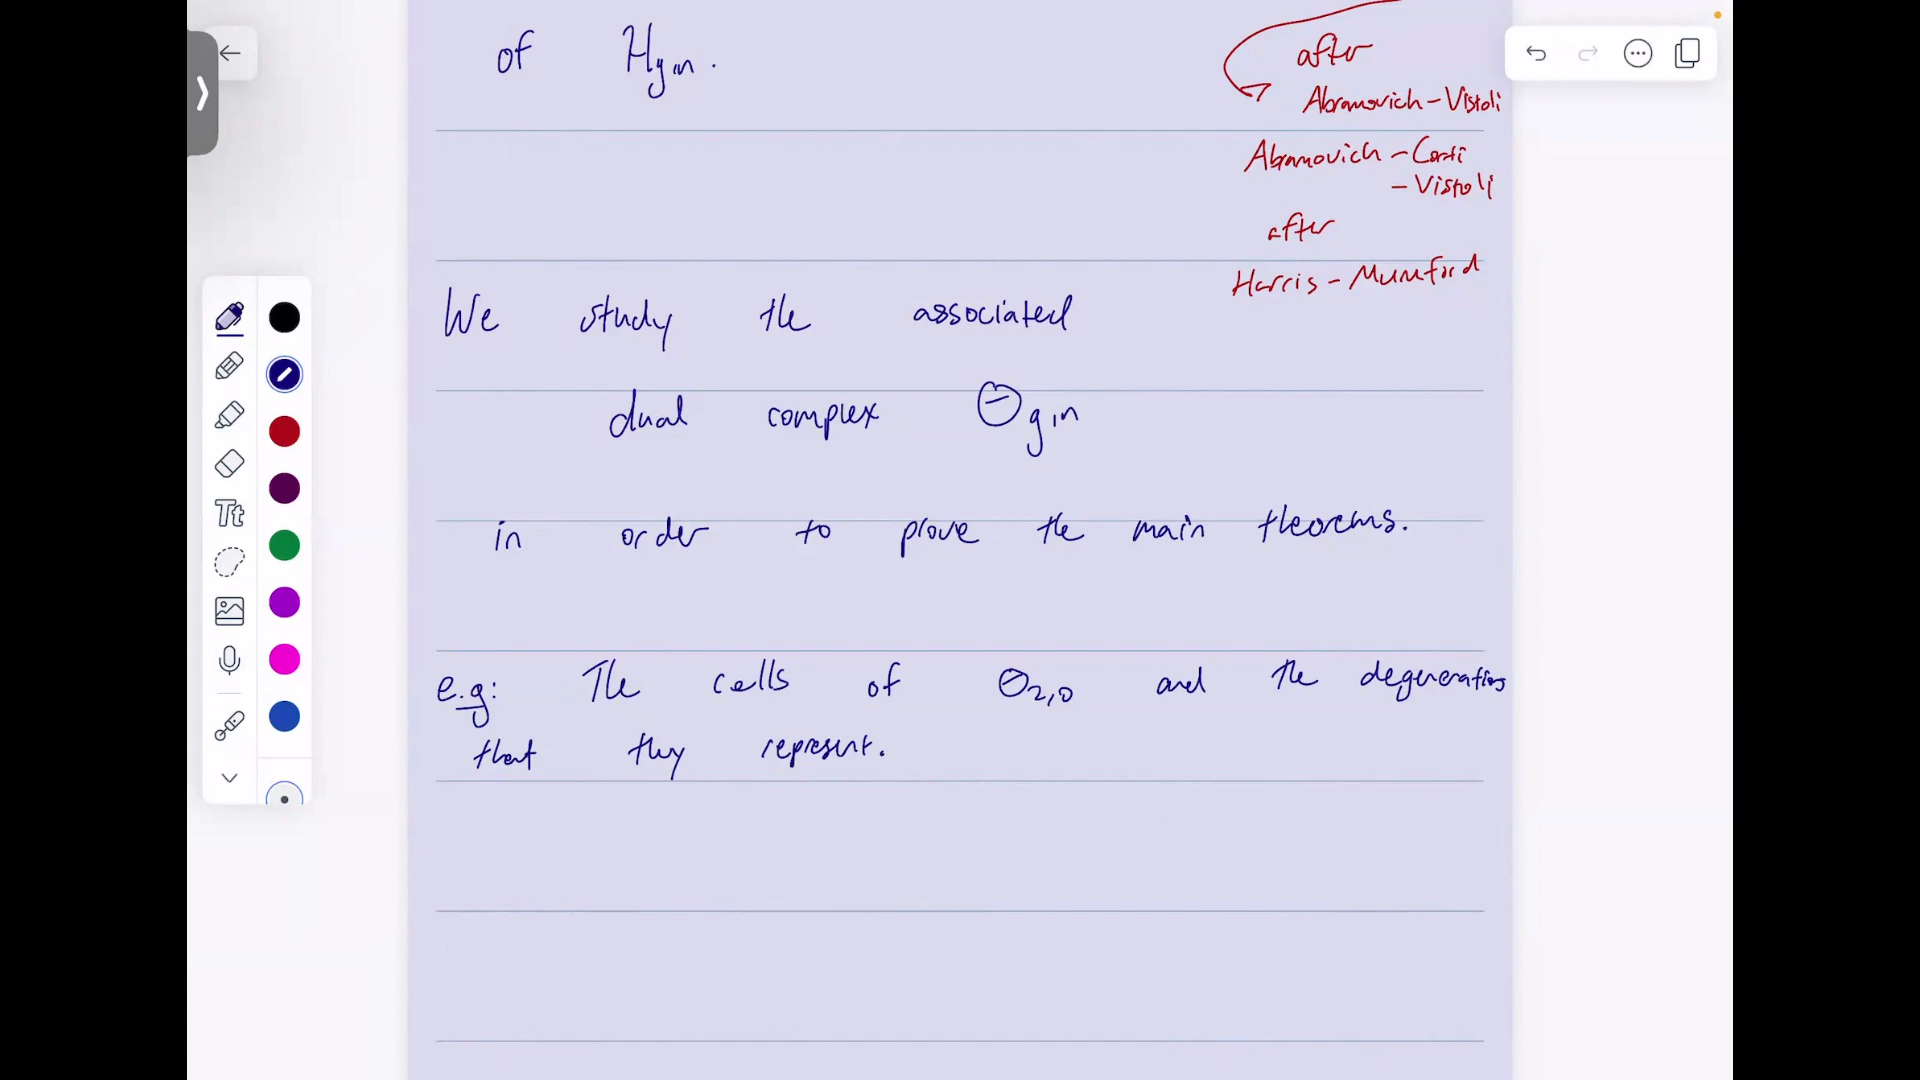 of H_{g,n}.
after
Abramovich - Vistoli
Abramovich - Corti
- Vistoli
after
Harris - Mumford
We study the associated
dual complex Θ_{g,n}
in order to prove the main theorems.
e.g: The cells of Θ_{2,0} and the degenerations
that they represent.
Tt